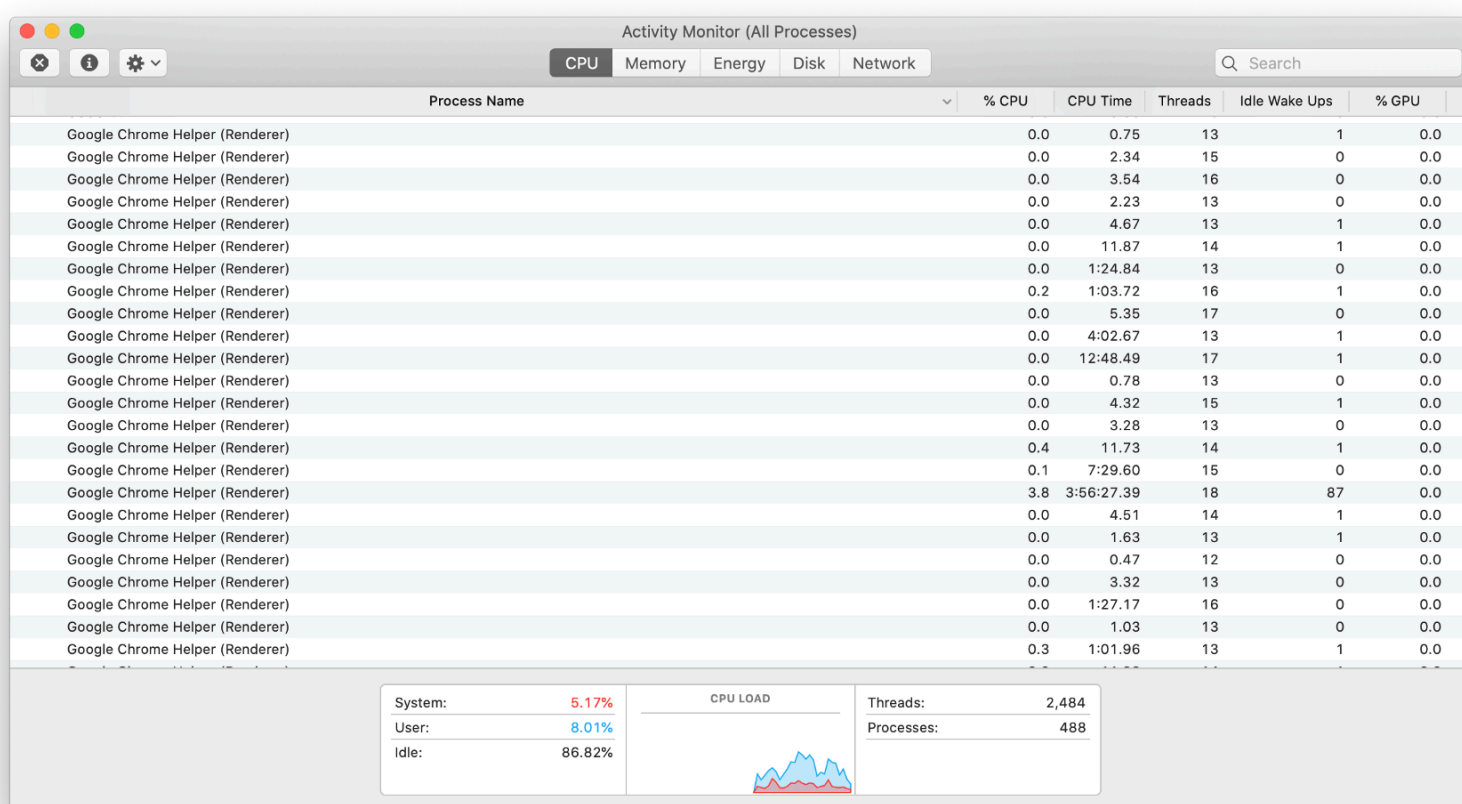 Activity Monitor (All Processes)
CPU Memory Energy Disk Network Search
Process Name % CPU CPU Time Threads Idle Wake Ups % GPU
Google Chrome Helper (Renderer) 0.0 0.75 13 1 0.0
Google Chrome Helper (Renderer) 0.0 2.34 15 0 0.0
Google Chrome Helper (Renderer) 0.0 3.54 16 0 0.0
Google Chrome Helper (Renderer) 0.0 2.23 13 0 0.0
Google Chrome Helper (Renderer) 0.0 4.67 13 1 0.0
Google Chrome Helper (Renderer) 0.0 11.87 14 1 0.0
Google Chrome Helper (Renderer) 0.0 1:24.84 13 0 0.0
Google Chrome Helper (Renderer) 0.2 1:03.72 16 1 0.0
Google Chrome Helper (Renderer) 0.0 5.35 17 0 0.0
Google Chrome Helper (Renderer) 0.0 4:02.67 13 1 0.0
Google Chrome Helper (Renderer) 0.0 12:48.49 17 1 0.0
Google Chrome Helper (Renderer) 0.0 0.78 13 0 0.0
Google Chrome Helper (Renderer) 0.0 4.32 15 1 0.0
Google Chrome Helper (Renderer) 0.0 3.28 13 0 0.0
Google Chrome Helper (Renderer) 0.4 11.73 14 1 0.0
Google Chrome Helper (Renderer) 0.1 7:29.60 15 0 0.0
Google Chrome Helper (Renderer) 3.8 3:56:27.39 18 87 0.0
Google Chrome Helper (Renderer) 0.0 4.51 14 1 0.0
Google Chrome Helper (Renderer) 0.0 1.63 13 1 0.0
Google Chrome Helper (Renderer) 0.0 0.47 12 0 0.0
Google Chrome Helper (Renderer) 0.0 3.32 13 0 0.0
Google Chrome Helper (Renderer) 0.0 1:27.17 16 0 0.0
Google Chrome Helper (Renderer) 0.0 1.03 13 0 0.0
Google Chrome Helper (Renderer) 0.3 1:01.96 13 1 0.0
System: 5.17% CPU LOAD Threads: 2,484
User: 8.01% Processes: 488
Idle: 86.82%